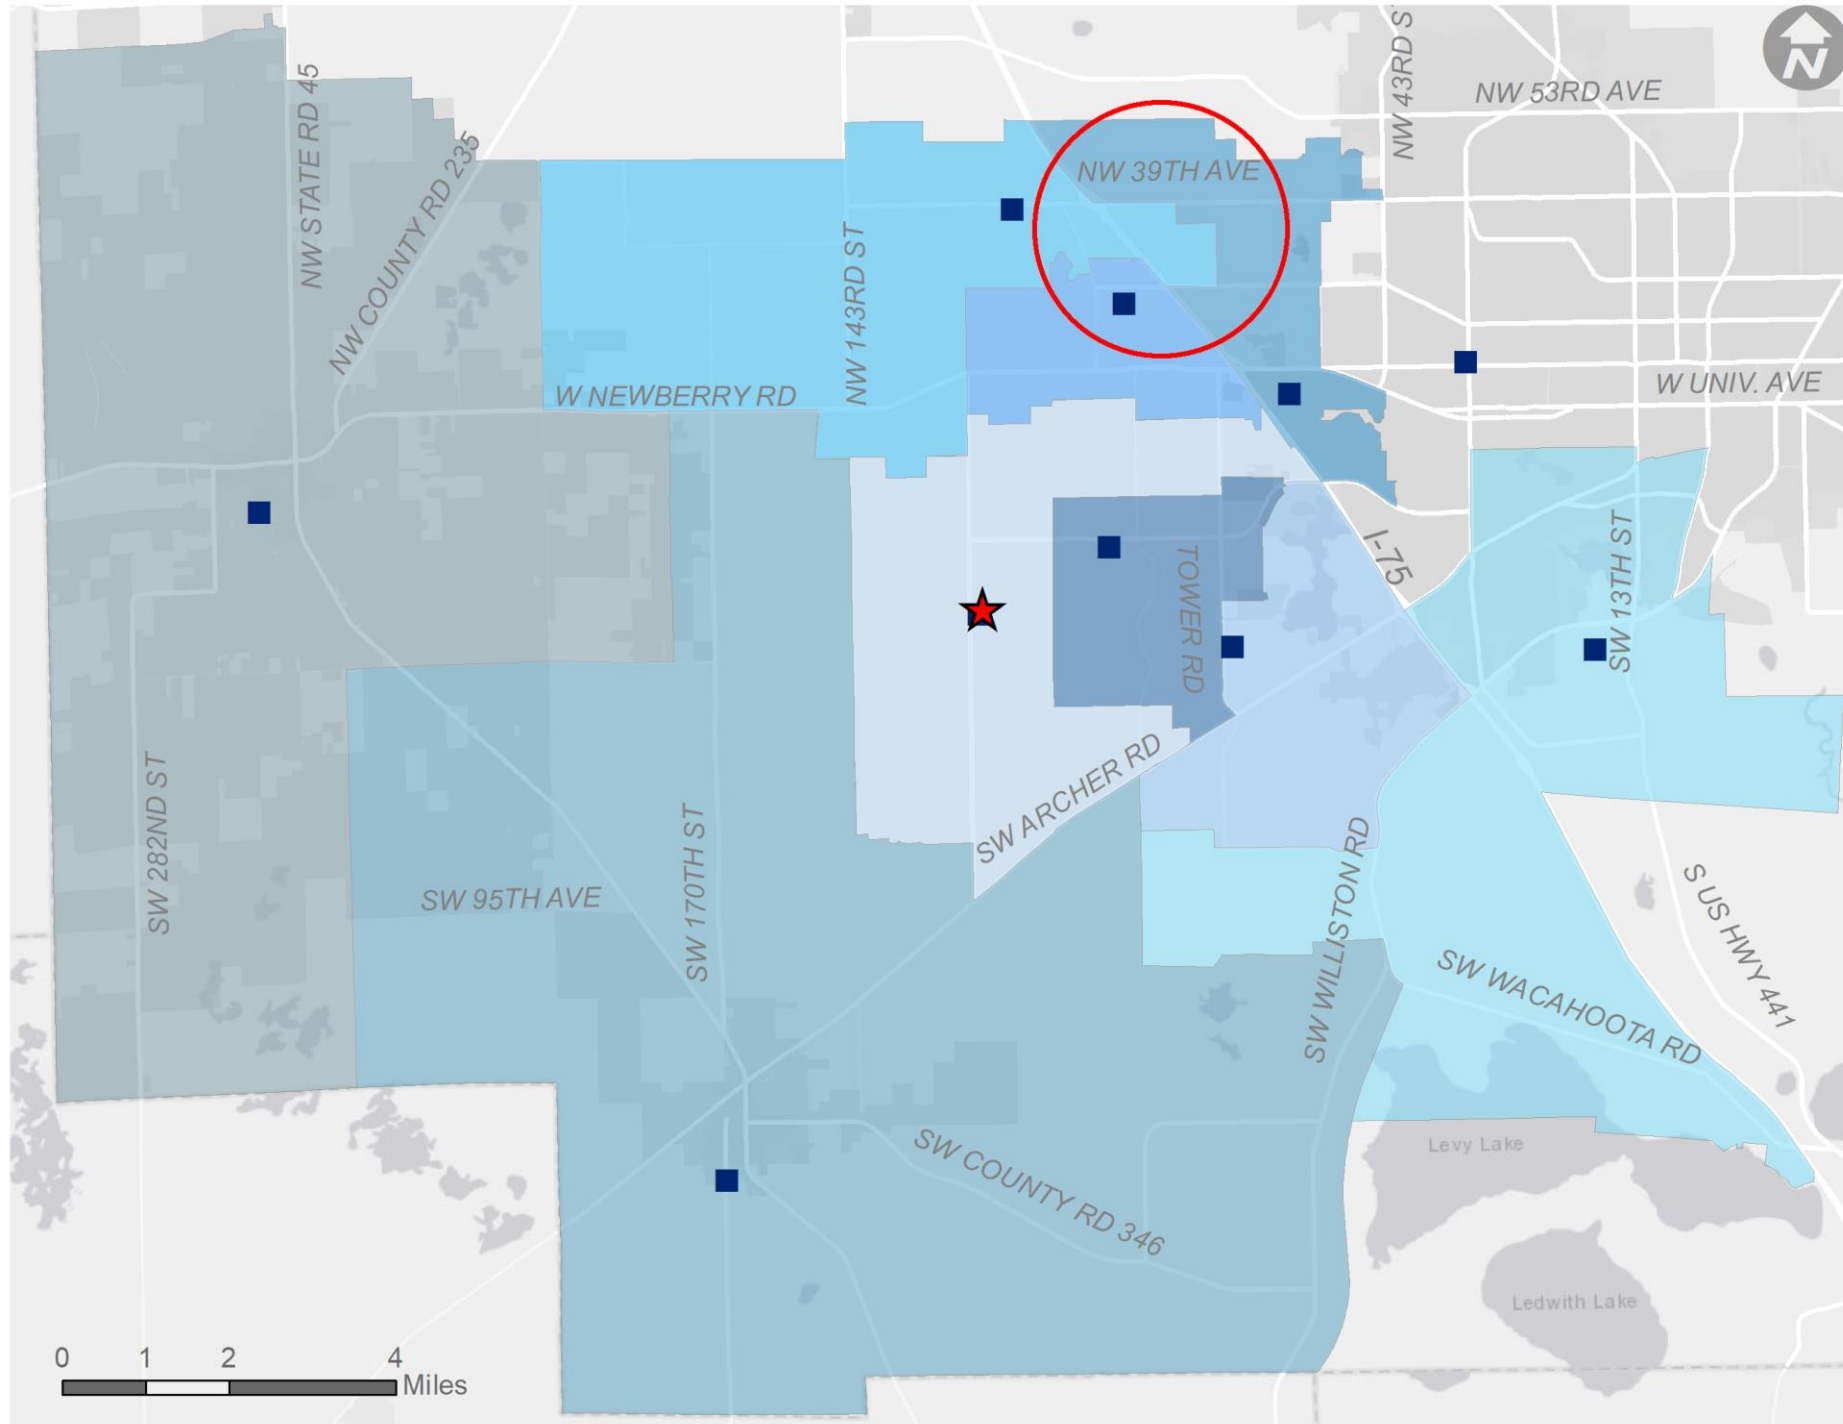 N
NW 43RD ST
NW 53RD AVE
NW STATE RD 45
NW COUNTY RD 235
NW 39TH AVE
NW 143RD ST
W NEWBERRY RD
W UNIV. AVE
I-75
SW 13TH ST
TOWER RD
SW ARCHER RD
SW 282ND ST
SW 95TH AVE
SW 170TH ST
SW WILLISTON RD
S US HWY 441
SW WACAHOOTA RD
SW COUNTY RD 346
Levy Lake
Ledwith Lake
0 1 2 4
Miles